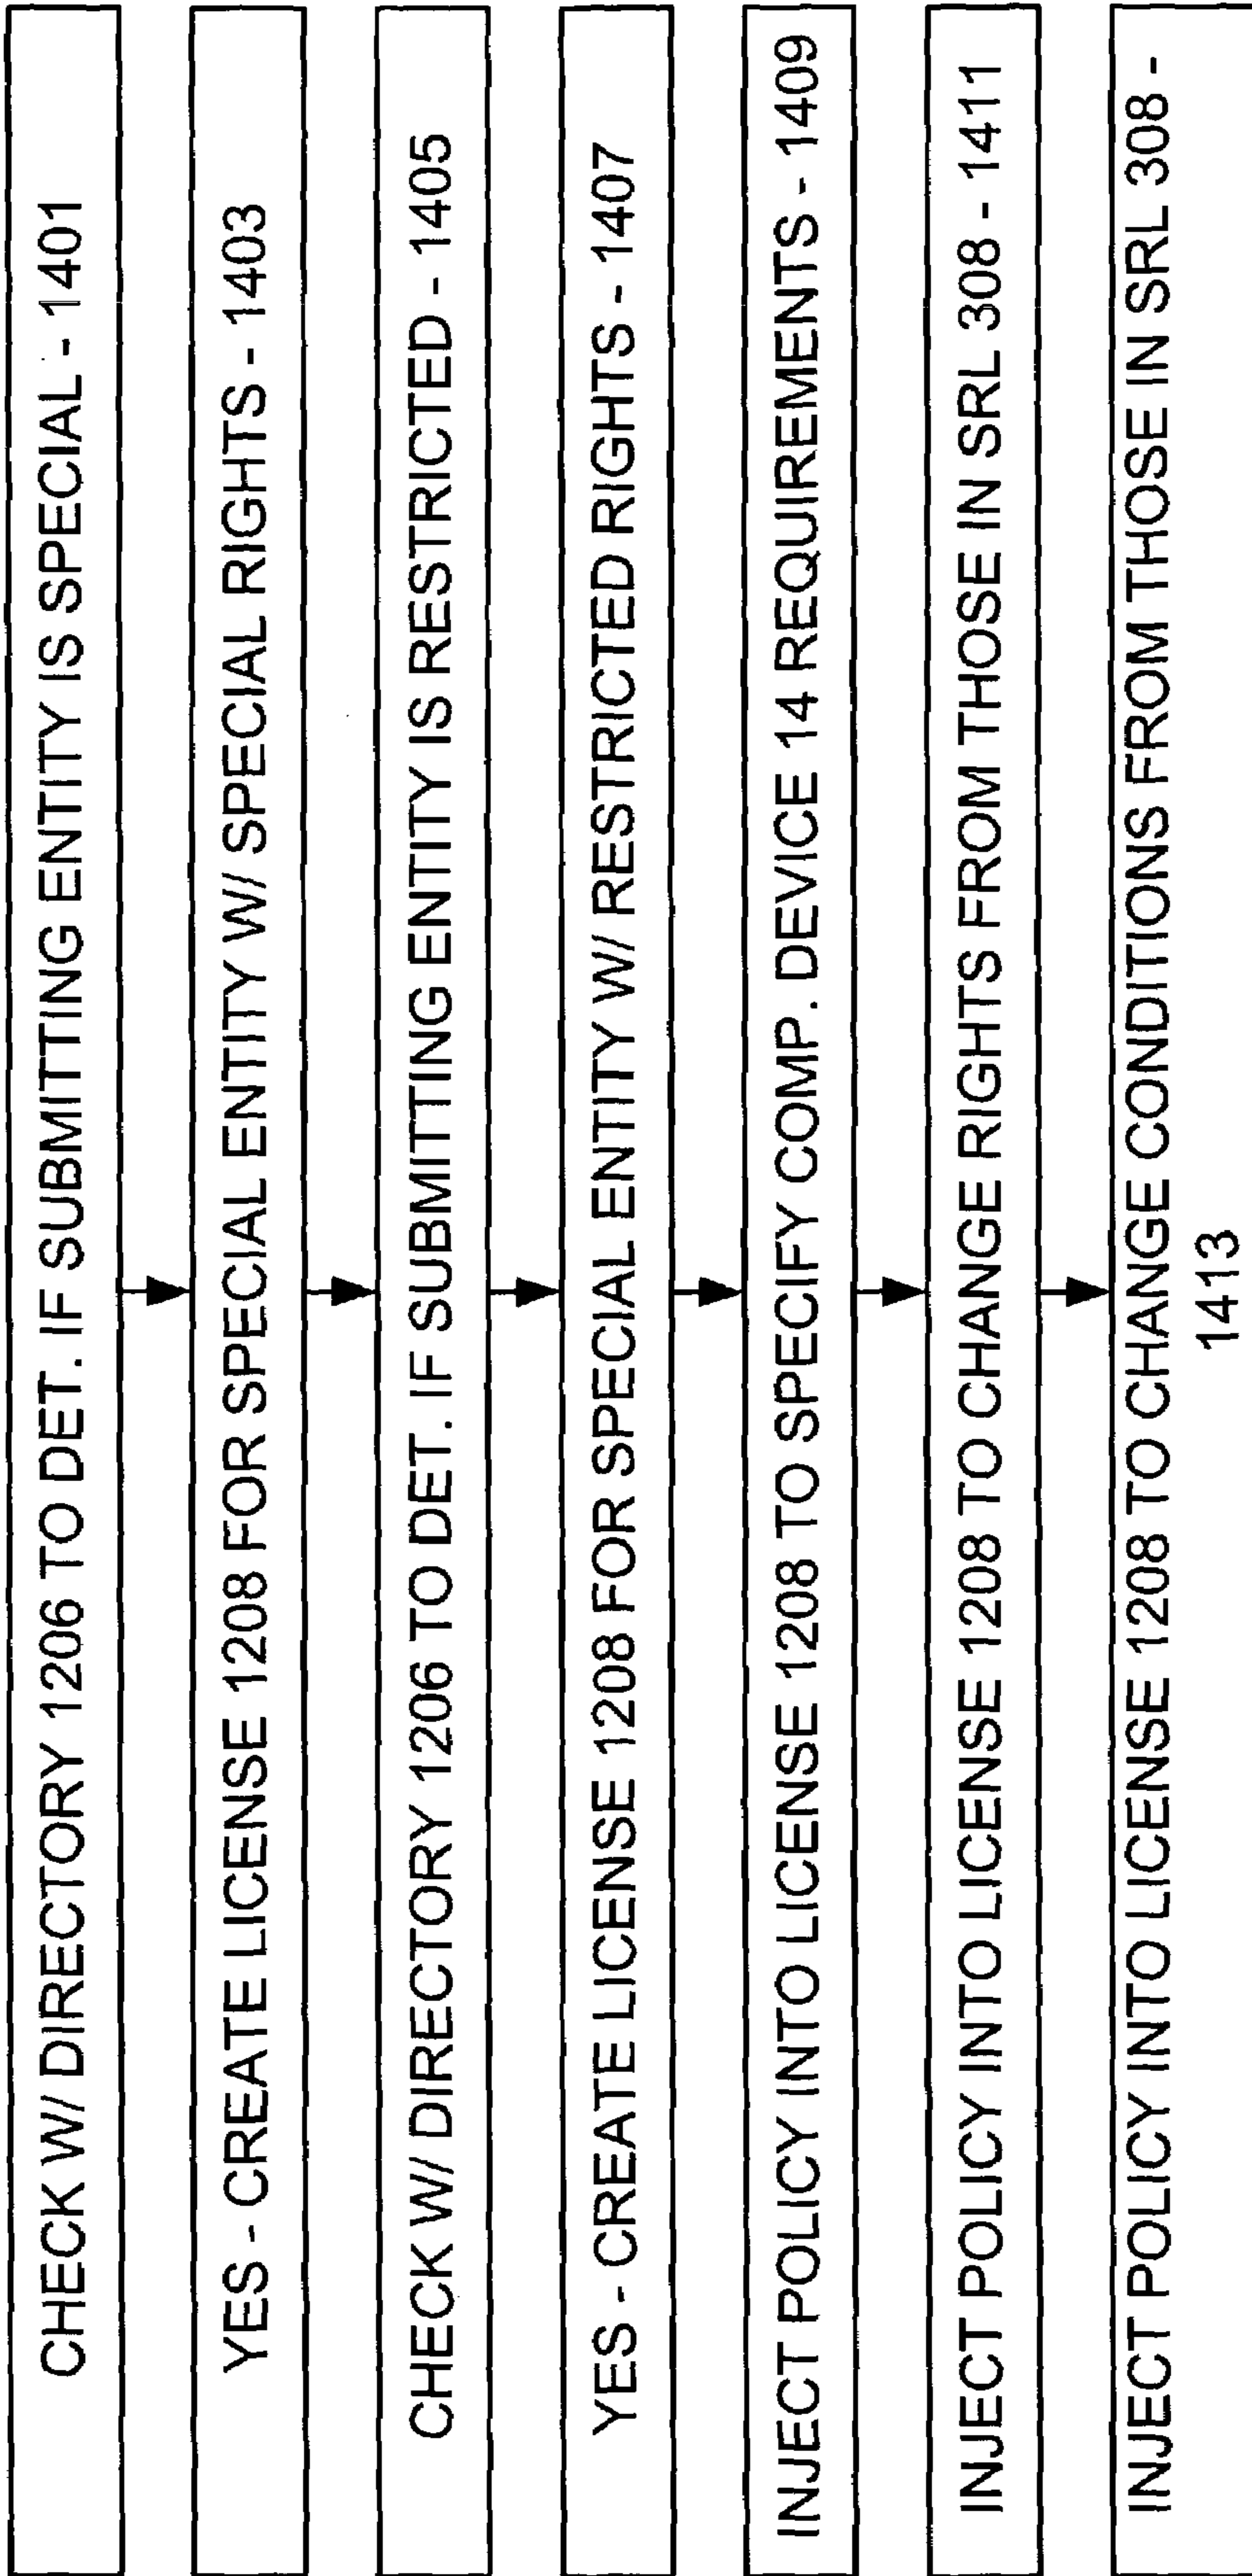 CHECK W/ DIRECTORY 1206 TO DET. IF SUBMITTING ENTITY IS SPECIAL - 1401
YES - CREATE LICENSE 1208 FOR SPECIAL ENTITY W/ SPECIAL RIGHTS - 1403
CHECK W/ DIRECTORY 1206 TO DET. IF SUBMITTING ENTITY IS RESTRICTED - 1405
YES - CREATE LICENSE 1208 FOR SPECIAL ENTITY W/ RESTRICTED RIGHTS - 1407
INJECT POLICY INTO LICENSE 1208 TO SPECIFY COMP. DEVICE 14 REQUIREMENTS - 1409
INJECT POLICY INTO LICENSE 1208 TO CHANGE RIGHTS FROM THOSE IN SRL 308 - 1411
INJECT POLICY INTO LICENSE 1208 TO CHANGE CONDITIONS FROM THOSE IN SRL 308 -
1413